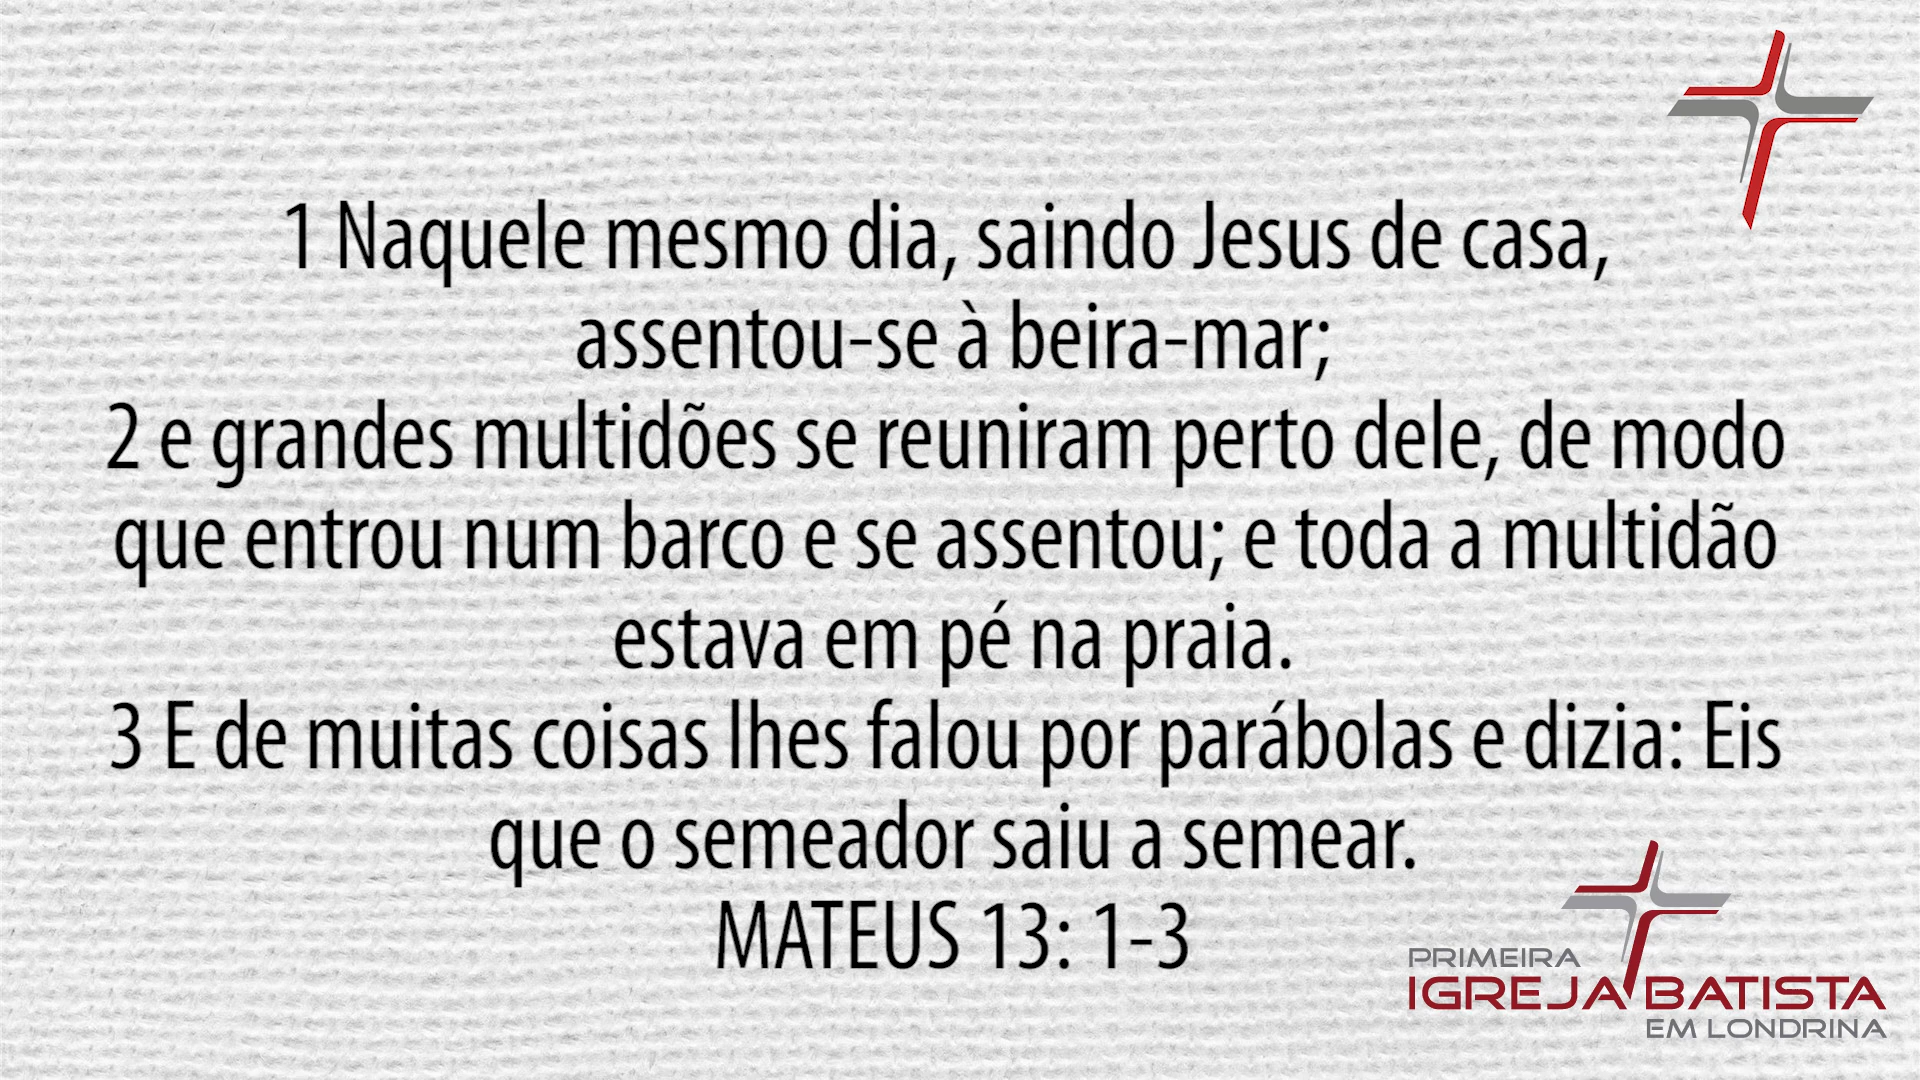 1 Naquele mesmo dia, saindo Jesus de casa,
assentou-se à beira-mar;
2 e grandes multidões se reuniram perto dele, de modo
que entrou num barco e se assentou; e toda a multidão
estava em pé na praia.
3 E de muitas coisas lhes falou por parábolas e dizia: Eis
que o semeador saiu a semear.
MATEUS 13: 1-3
PRIMEIRA
IGREJA BATISTA
EM LONDRINA